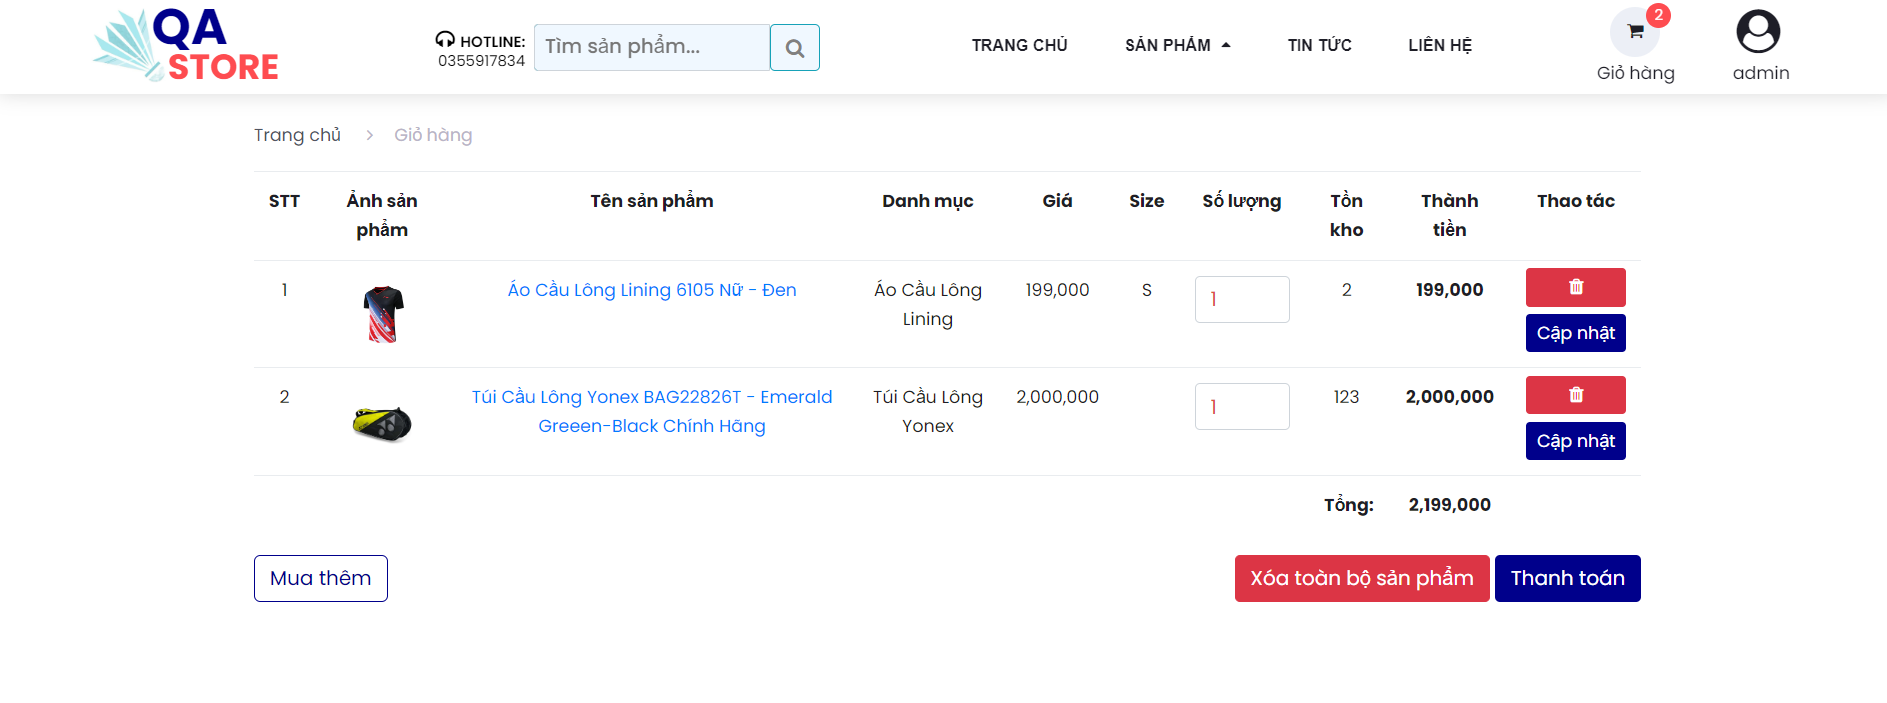 QA
STORE
HOTLINE:
0355917834
Tìm sản phẩm...
TRANG CHỦ
SẢN PHẨM
TIN TỨC
LIÊN HỆ
2
Giỏ hàng
admin
Trang chủ > Giỏ hàng
STT Ảnh sản phẩm Tên sản phẩm Danh mục Giá Size Số lượng Tồn kho Thành tiền Thao tác
1 Áo Cầu Lông Lining 6105 Nữ - Đen Áo Cầu Lông Lining 199,000 S 1 2 199,000
Cập nhật
2 Túi Cầu Lông Yonex BAG22826T - Emerald Greeen-Black Chính Hãng Túi Cầu Lông Yonex 2,000,000 1 123 2,000,000
Cập nhật
Tổng: 2,199,000
Mua thêm
Xóa toàn bộ sản phẩm
Thanh toán